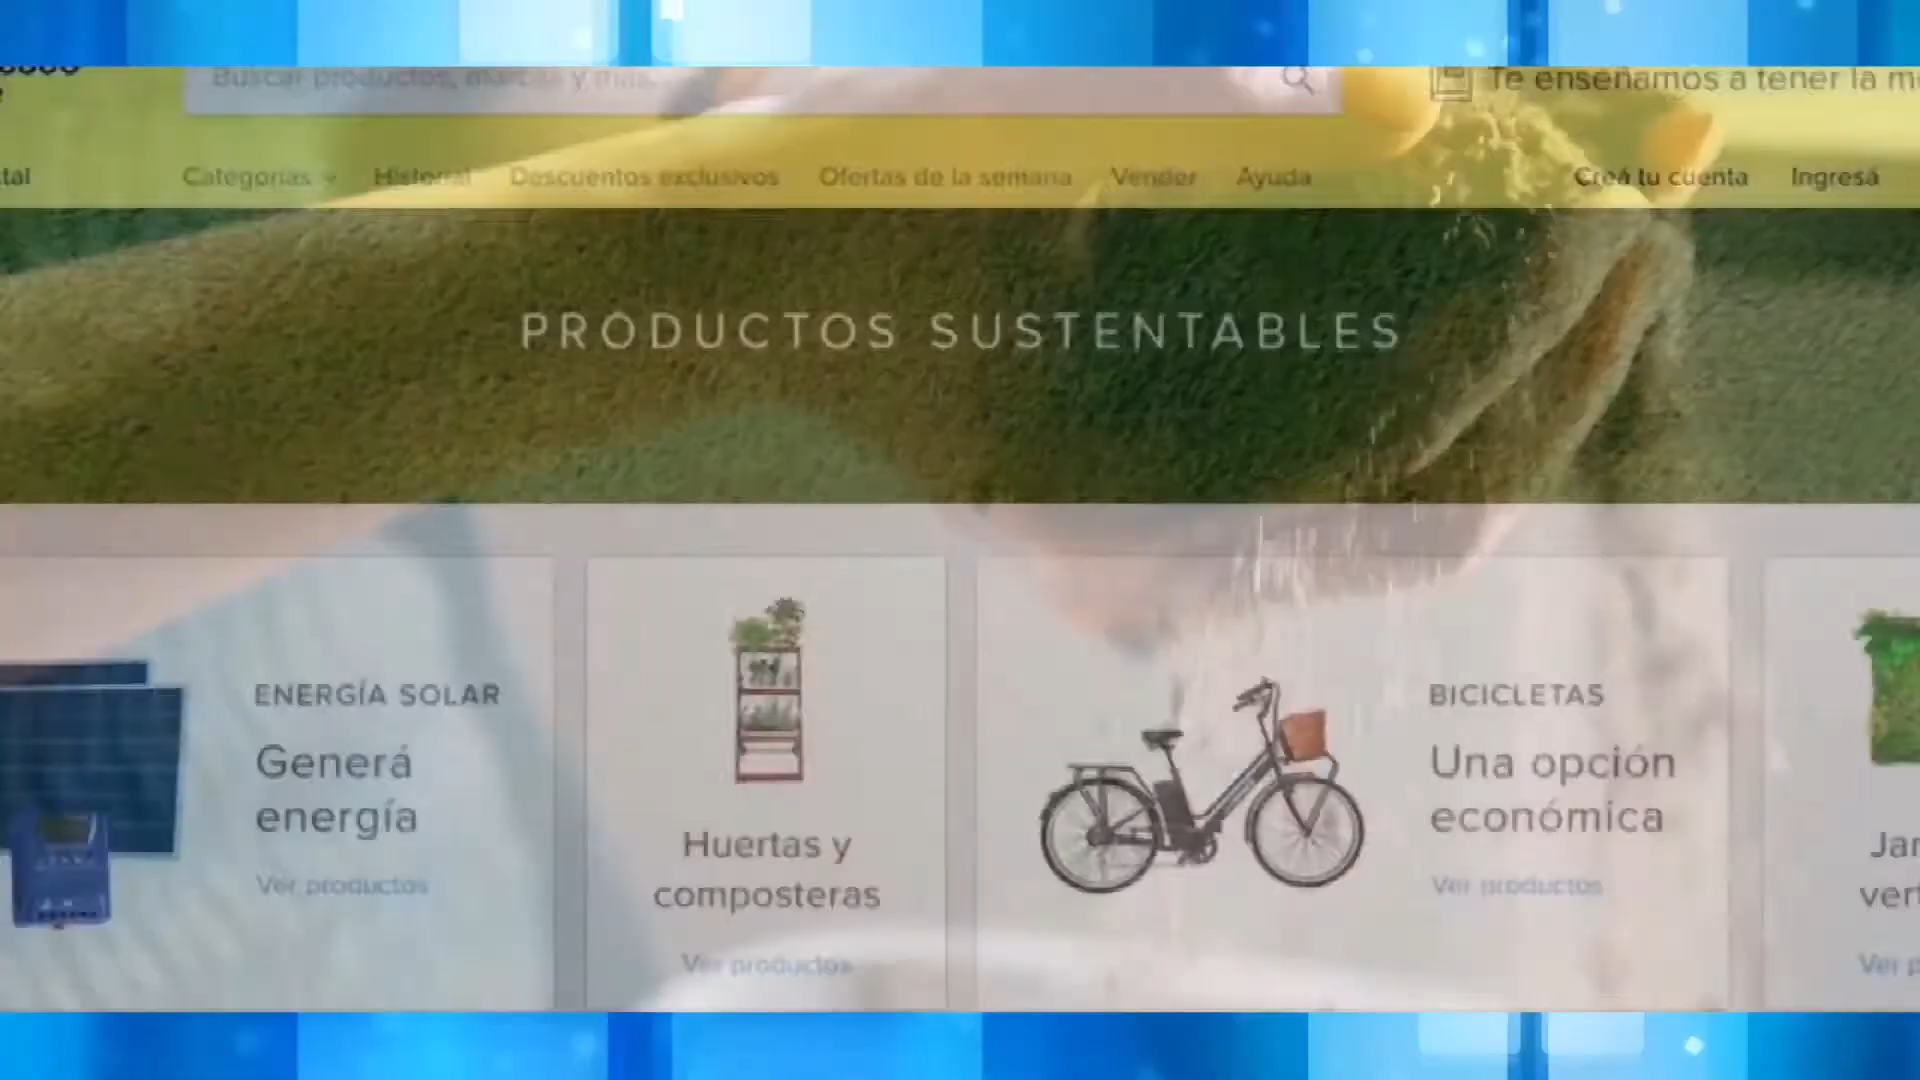 Buscar productos, marcas y más...
Te enseñamos a tener la
Categorías
Historial
Descuentos exclusivos
Ofertas de la semana
Vender
Ayuda
Creá tu cuenta
Ingresá
PRODUCTOS SUSTENTABLES
ENERGÍA SOLAR
Generá
energía
Ver productos
Huertas y
composteras
Ver productos
BICICLETAS
Una opción
económica
Ver productos
Ver